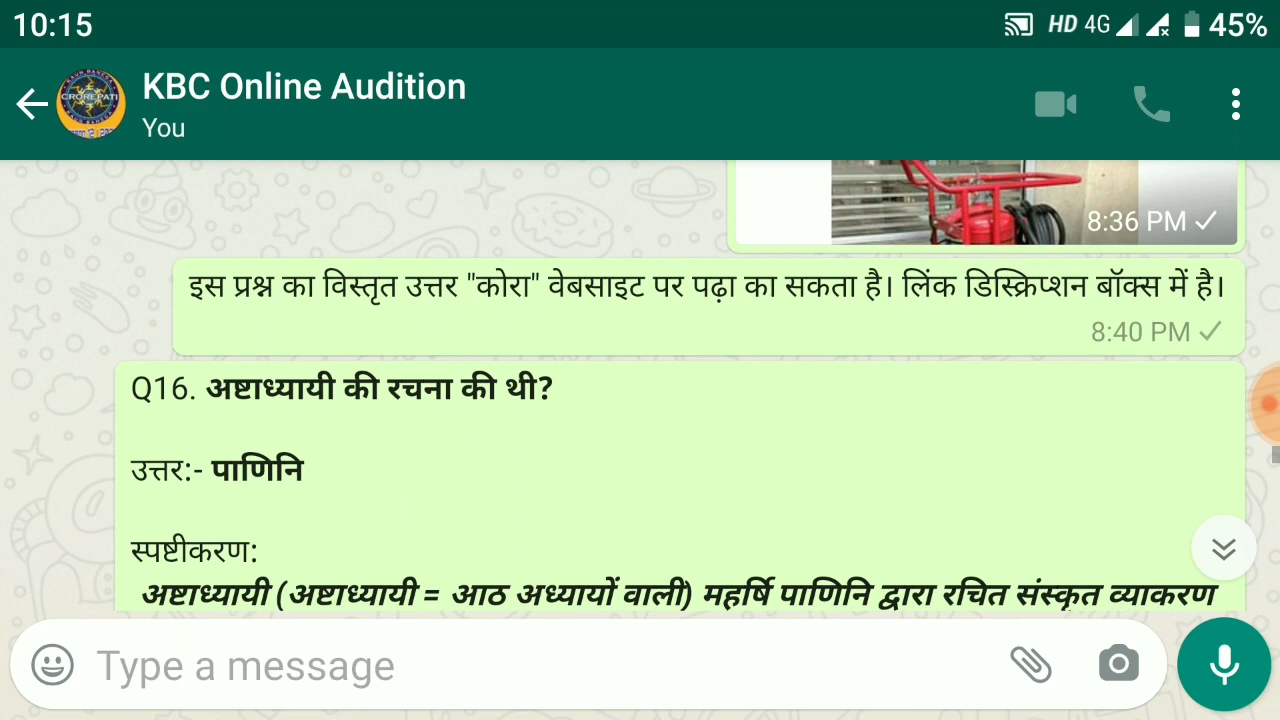 10:15 HD 4G 45%
KBC Online Audition
You
CROREPATI
8:36 PM
इस प्रश्न का विस्तृत उत्तर "कोरा" वेबसाइट पर पढ़ा का सकता है। लिंक डिस्क्रिप्शन बॉक्स में है।
8:40 PM
Q16. अष्टाध्यायी की रचना की थी?
उत्तर:- पाणिनि
स्पष्टीकरण:
अष्टाध्यायी (अष्टाध्यायी = आठ अध्यायों वाली) महर्षि पाणिनि द्वारा रचित संस्कृत व्याकरण
Type a message